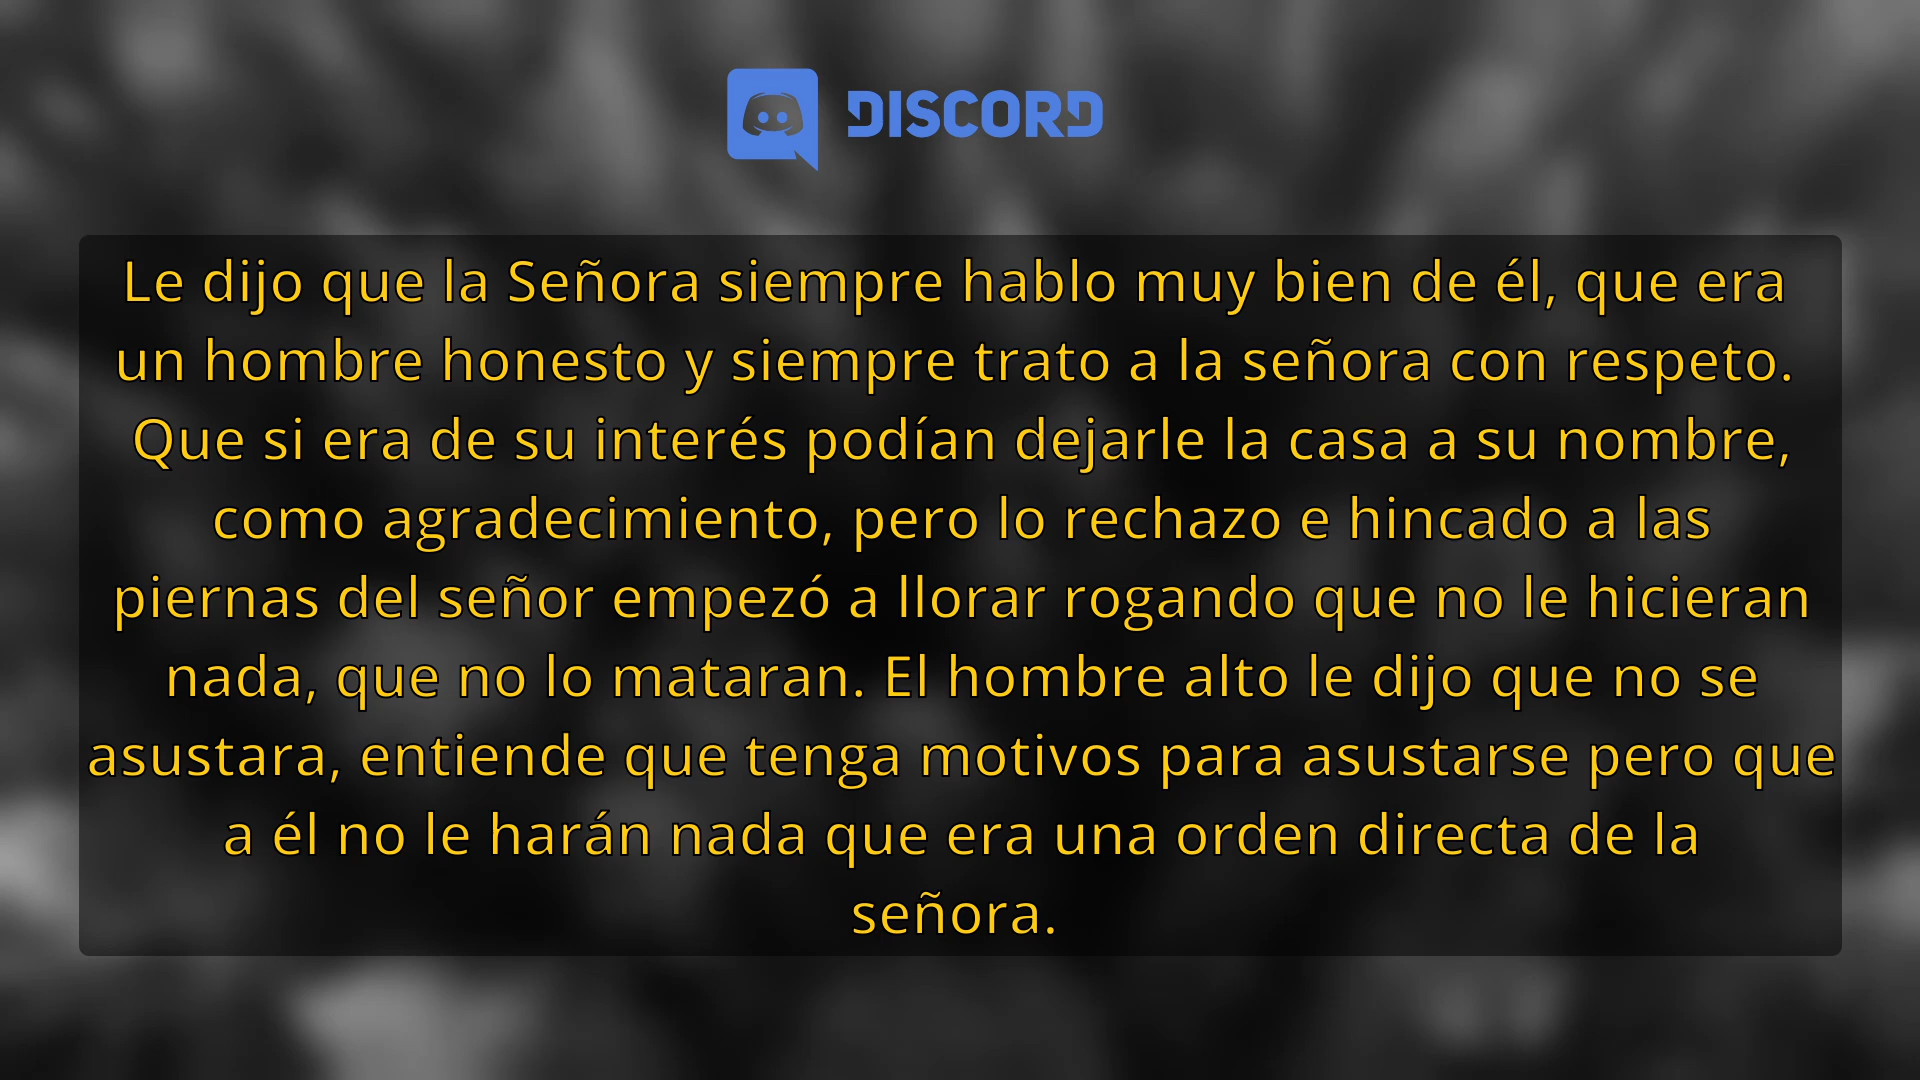 DISCORD
Le dijo que la Señora siempre hablo muy bien de él, que era
un hombre honesto y siempre trato a la señora con respeto.
Que si era de su interés podían dejarle la casa a su nombre,
como agradecimiento, pero lo rechazo e hincado a las
piernas del señor empezó a llorar rogando que no le hicieran
nada, que no lo mataran. El hombre alto le dijo que no se
asustara, entiende que tenga motivos para asustarse pero que
a él no le harán nada que era una orden directa de la
señora.